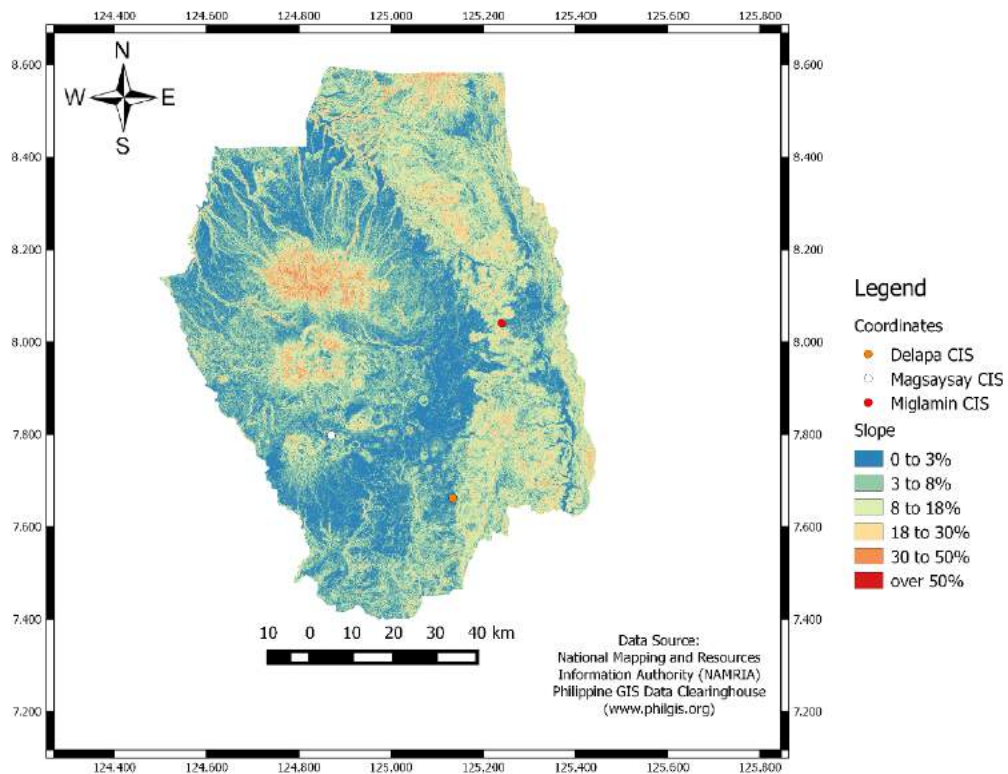 124.400 124.600 124.800 125.000 125.200 125.400 125.600 125.800
N
W E
S
8.600 8.600
8.400 8.400
8.200 8.200
8.000 8.000
7.800 7.800
7.600 7.600
7.400 7.400
7.200 7.200
Legend
Coordinates
Delapa CIS
Magsaysay CIS
Miglamin CIS
Slope
0 to 3%
3 to 8%
8 to 18%
18 to 30%
30 to 50%
over 50%
10 0 10 20 30 40 km
Data Source:
National Mapping and Resources
Information Authority (NAMRIA)
Philippine GIS Data Clearinghouse
(www.philgis.org)
124.400 124.600 124.800 125.000 125.200 125.400 125.600 125.800